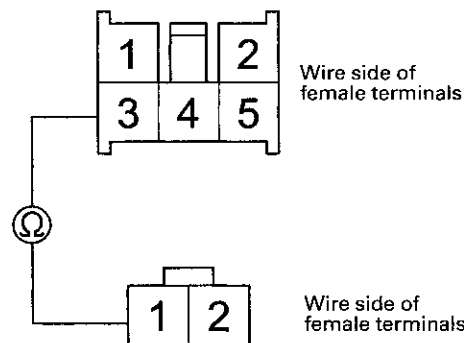 1 2
Wire side of
female terminals
3 4 5
Ω
1 2
Wire side of
female terminals